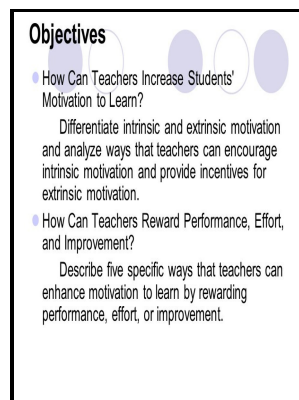 Objectives
How Can Teachers Increase Students'
Motivation to Learn?
Differentiate intrinsic and extrinsic motivation
and analyze ways that teachers can encourage
intrinsic motivation and provide incentives for
extrinsic motivation.
How Can Teachers Reward Performance, Effort,
and Improvement?
Describe five specific ways that teachers can
enhance motivation to learn by rewarding
performance, effort, or improvement.